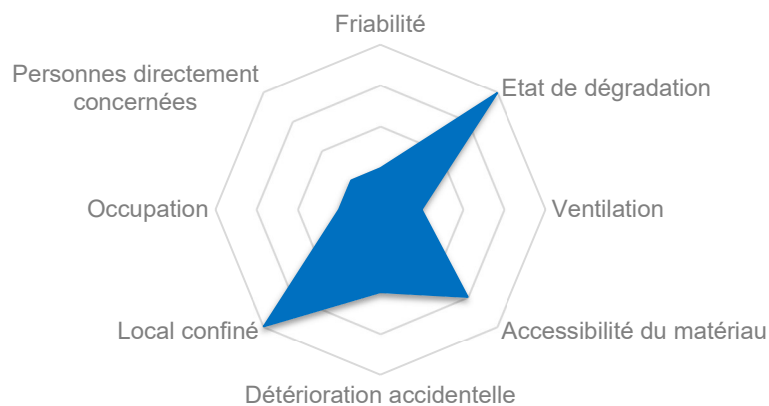 Friabilité
Etat de dégradation
Personnes directement
concernées
Occupation
Ventilation
Local confiné
Accessibilité du matériau
Détérioration accidentelle